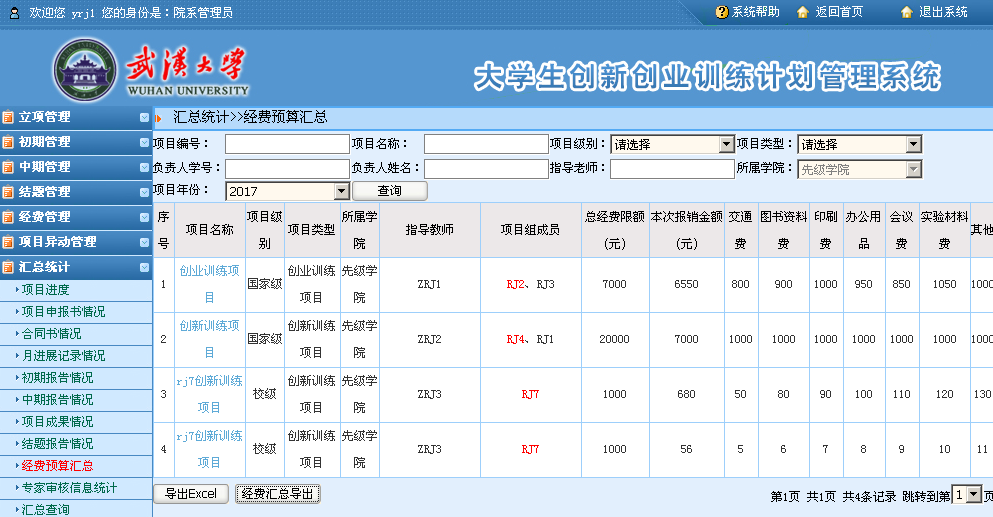 欢迎您 yrj1 您的身份是：院系管理员
系统帮助 返回首页 退出系统
武漢大学
WUHAN UNIVERSITY
大学生创新创业训练计划管理系统
立项管理
初期管理
中期管理
结题管理
经费管理
项目异动管理
汇总统计
项目进度
项目申报书情况
合同书情况
月进展记录情况
初期报告情况
中期报告情况
项目成果情况
结题报告情况
经费预算汇总
专家审核信息统计
汇总查询
汇总统计>>经费预算汇总
项目编号： 项目名称： 项目级别： 请选择 项目类型： 请选择
负责人学号： 负责人姓名： 指导老师： 所属学院： 先级学院
项目年份： 2017 查询
序号 项目名称 项目级别 项目类型 所属学院 指导教师 项目组成员 总经费限额（元） 本次报销金额（元） 交通费 图书资料费 印刷费 办公用品 会议费 实验材料费 其他
1 创业训练项目 国家级 创业训练项目 先级学院 ZRJ1 RJ2、RJ3 7000 6550 800 900 1000 950 850 1050 1000
2 创新训练项目 国家级 创新训练项目 先级学院 ZRJ2 RJ4、RJ1 20000 7000 1000 1000 1000 1000 1000 1000 1000
3 rj7创新训练项目 校级 创新训练项目 先级学院 ZRJ3 RJ7 1000 680 50 80 90 100 110 120 130
4 rj7创新训练项目 校级 创新训练项目 先级学院 ZRJ3 RJ7 1000 56 5 6 7 8 9 10 11
导出Excel 经费汇总导出
第1页 共1页 共4条记录 跳转到第 1 页